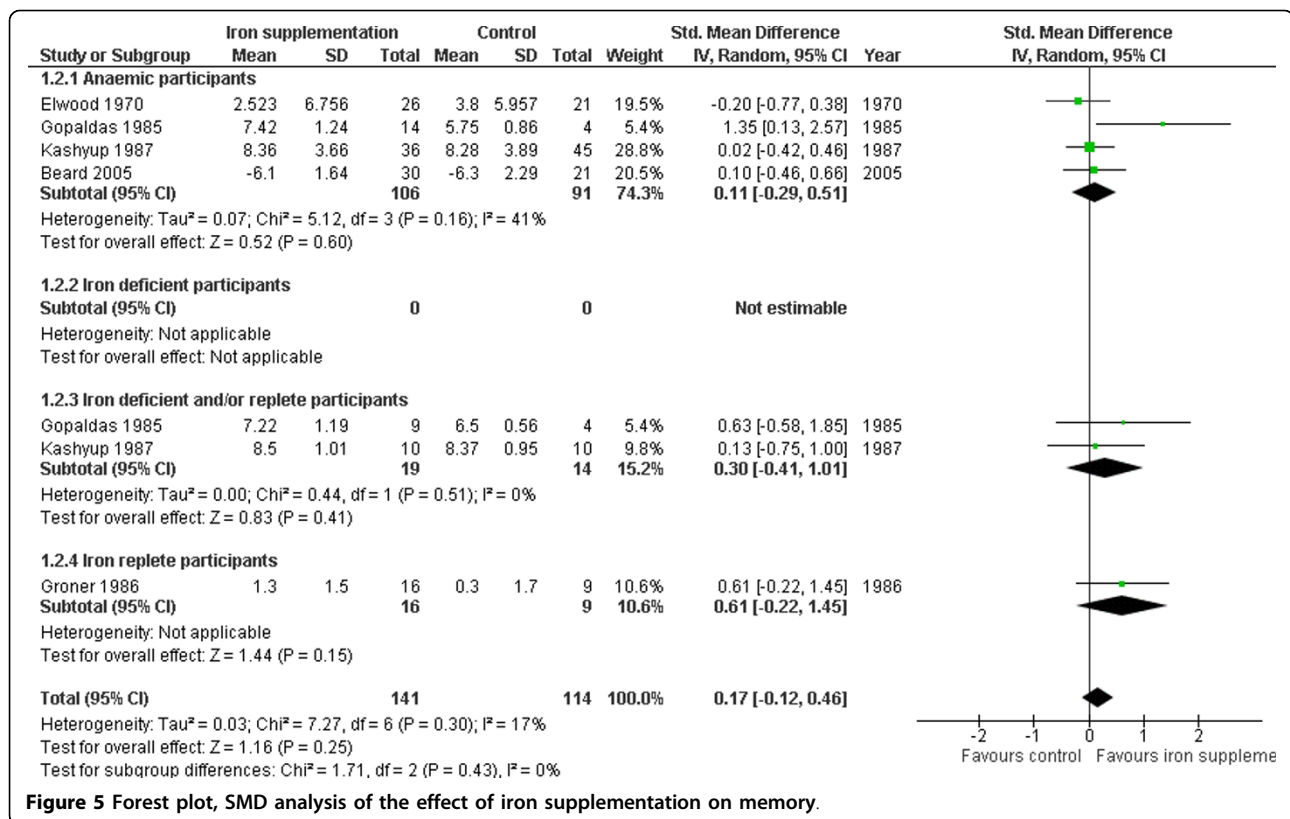 Iron supplementation Control Std. Mean Difference Std. Mean Difference
Study or Subgroup Mean SD Total Mean SD Total Weight IV, Random, 95% CI Year IV, Random, 95% CI
1.2.1 Anaemic participants
Elwood 1970 2.523 6.756 26 3.8 5.957 21 19.5% -0.20 [-0.77, 0.38] 1970
Gopaldas 1985 7.42 1.24 14 5.75 0.86 4 5.4% 1.35 [0.13, 2.57] 1985
Kashyup 1987 8.36 3.66 36 8.28 3.89 45 28.8% 0.02 [-0.42, 0.46] 1987
Beard 2005 -6.1 1.64 30 -6.3 2.29 21 20.5% 0.10 [-0.46, 0.66] 2005
Subtotal (95% CI) 106 91 74.3% 0.11 [-0.29, 0.51]
Heterogeneity: Tau² = 0.07; Chi² = 5.12, df = 3 (P = 0.16); I² = 41%
Test for overall effect: Z = 0.52 (P = 0.60)
1.2.2 Iron deficient participants
Subtotal (95% CI) 0 0 Not estimable
Heterogeneity: Not applicable
Test for overall effect: Not applicable
1.2.3 Iron deficient and/or replete participants
Gopaldas 1985 7.22 1.19 9 6.5 0.56 4 5.4% 0.63 [-0.58, 1.85] 1985
Kashyup 1987 8.5 1.01 10 8.37 0.95 10 9.8% 0.13 [-0.75, 1.00] 1987
Subtotal (95% CI) 19 14 15.2% 0.30 [-0.41, 1.01]
Heterogeneity: Tau² = 0.00; Chi² = 0.44, df = 1 (P = 0.51); I² = 0%
Test for overall effect: Z = 0.83 (P = 0.41)
1.2.4 Iron replete participants
Groner 1986 1.3 1.5 16 0.3 1.7 9 10.6% 0.61 [-0.22, 1.45] 1986
Subtotal (95% CI) 16 9 10.6% 0.61 [-0.22, 1.45]
Heterogeneity: Not applicable
Test for overall effect: Z = 1.44 (P = 0.15)
Total (95% CI) 141 114 100.0% 0.17 [-0.12, 0.46]
Heterogeneity: Tau² = 0.03; Chi² = 7.27, df = 6 (P = 0.30); I² = 17%
Test for overall effect: Z = 1.16 (P = 0.25)
Test for subgroup differences: Chi² = 1.71, df = 2 (P = 0.43), I² = 0%
-2 -1 0 1 2
Favours control Favours iron suppleme
Figure 5 Forest plot, SMD analysis of the effect of iron supplementation on memory.